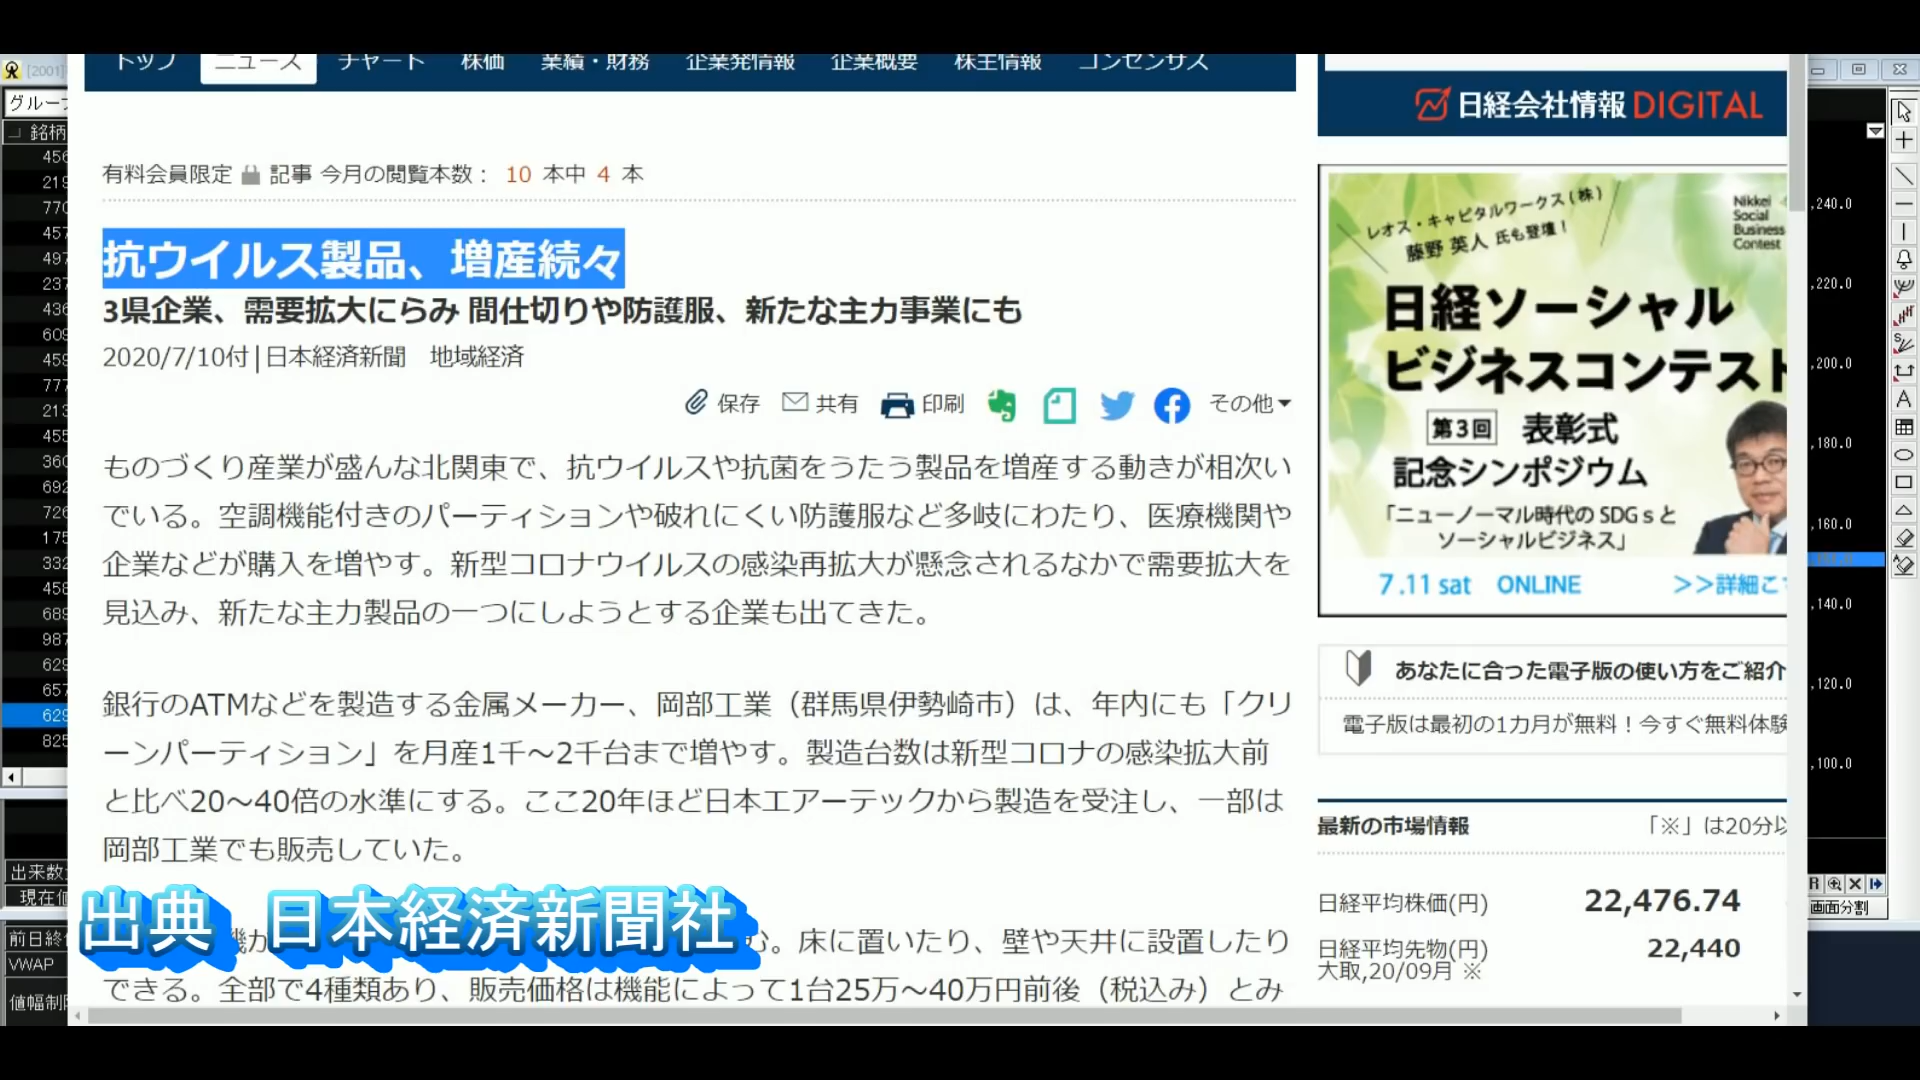 トップ ニュース チャート 株価 業績・財務 企業発情報 企業概要 株主情報 コンセンサス
日経会社情報 DIGITAL
有料会員限定 記事 今月の閲覧本数： 10 本中 4 本
抗ウイルス製品、増産続々
3県企業、需要拡大にらみ 間仕切りや防護服、新たな主力事業にも
2020/7/10付 | 日本経済新聞 地域経済
保存 共有 印刷 その他
ものづくり産業が盛んな北関東で、抗ウイルスや抗菌をうたう製品を増産する動きが相次い
でいる。空調機能付きのパーティションや破れにくい防護服など多岐にわたり、医療機関や
企業などが購入を増やす。新型コロナウイルスの感染再拡大が懸念されるなかで需要拡大を
見込み、新たな主力製品の一つにしようとする企業も出てきた。
銀行のATMなどを製造する金属メーカー、岡部工業（群馬県伊勢崎市）は、年内にも「クリ
ーンパーティション」を月産1千～2千台まで増やす。製造台数は新型コロナの感染拡大前
と比べ20～40倍の水準にする。ここ20年ほど日本エアーテックから製造を受注し、一部は
岡部工業でも販売していた。
出典 日本経済新聞社
む。床に置いたり、壁や天井に設置したり
できる。全部で4種類あり、販売価格は機能によって1台25万～40万円前後（税込み）とみ
レオス・キャピタルワークス(株)
藤野 英人 氏も登壇！
Nikkei
Social
Business
Contest
日経ソーシャル
ビジネスコンテスト
第3回 表彰式
記念シンポジウム
「ニューノーマル時代の SDGsと
ソーシャルビジネス」
7.11 sat ONLINE >>詳細こ
あなたに合った電子版の使い方をご紹介
電子版は最初の1カ月が無料！今すぐ無料体験
最新の市場情報 「※」は20分以
日経平均株価(円) 22,476.74
日経平均先物(円) 22,440
大取,20/09月 ※
[2001]
グルー
銘柄
456
219
770
457
497
237
436
609
459
777
213
455
360
692
726
175
332
458
689
987
629
657
629
825
出来数
現在値
前日終
VWAP
値幅制
,240.0
,220.0
,200.0
,180.0
,160.0
,140.0
,120.0
,100.0
画面分割